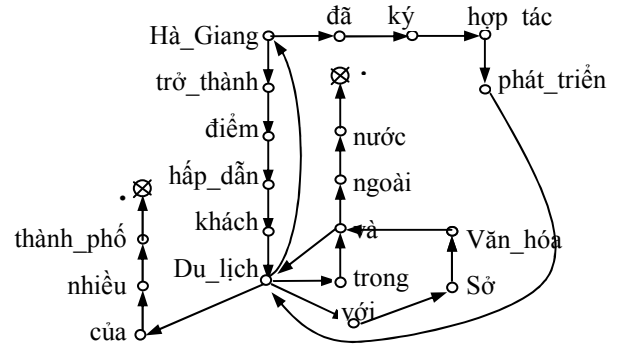 đã ký hợp tác
Hà_Giang
phát_triển
trở_thành
.
điểm
nước
hấp_dẫn
ngoài
.
khách
và
Văn_hóa
thành_phố
Du_lịch
trong
Sở
nhiều
với
của